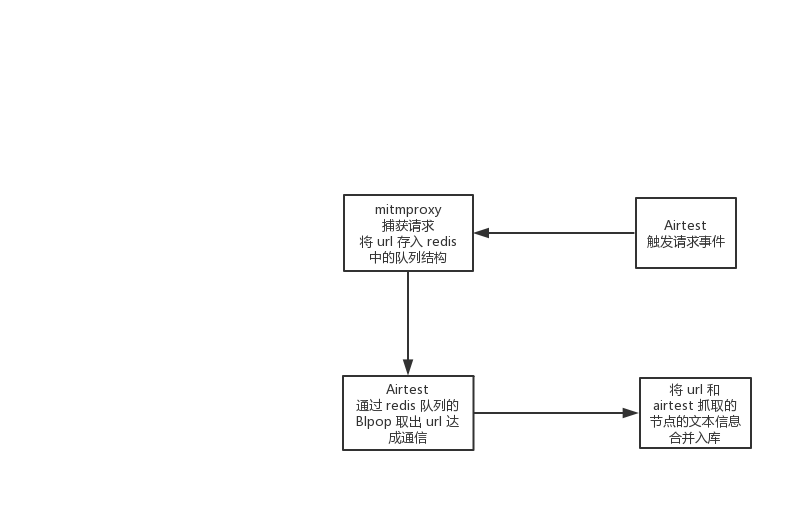 mitmproxy
捕获请求
将 url 存入 redis
中的队列结构
Airtest
触发请求事件
Airtest
通过 redis 队列的
Blpop 取出 url 达
成通信
将 url 和
airtest 抓取的
节点的文本信息
合并入库